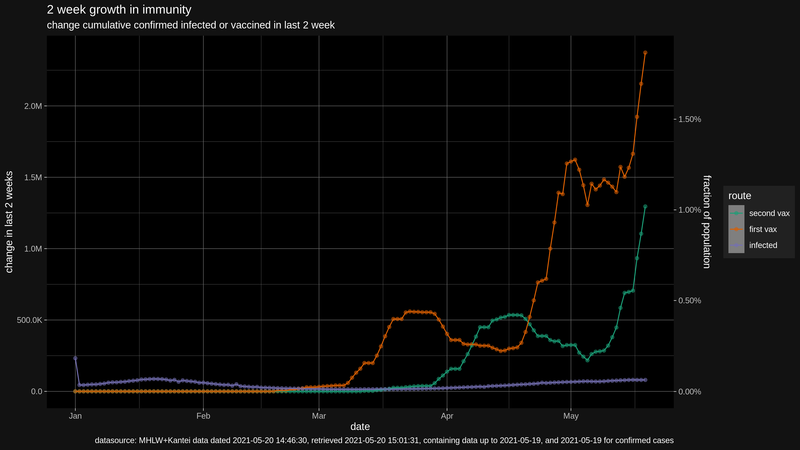 2 week growth in immunity
change cumulative confirmed infected or vaccined in last 2 week
change in last 2 weeks
2.0M
1.5M
1.0M
500.0K
0.0
1.50%
1.00%
0.50%
0.00%
fraction of population
route
second vax
first vax
infected
Jan Feb Mar Apr May
date
datasource: MHLW+Kantei data dated 2021-05-20 14:46:30, retrieved 2021-05-20 15:01:31, containing data up to 2021-05-19, and 2021-05-19 for confirmed cases